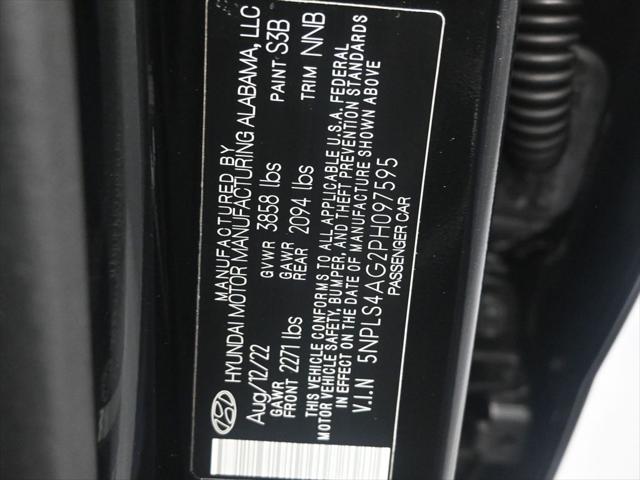 MANUFACTURED BY
HYUNDAI MOTOR MANUFACTURING ALABAMA, LLC
Aug/12/22 GVWR 3858 lbs PAINT S3B
GAWR FRONT 2271 lbs GAWR REAR 2094 lbs TRIM NNB
THIS VEHICLE CONFORMS TO ALL APPLICABLE U.S.A. FEDERAL
MOTOR VEHICLE SAFETY, BUMPER, AND THEFT PREVENTION STANDARDS
IN EFFECT ON THE DATE OF MANUFACTURE SHOWN ABOVE
V.I.N 5NPLS4AG2PH097595
PASSENGER CAR